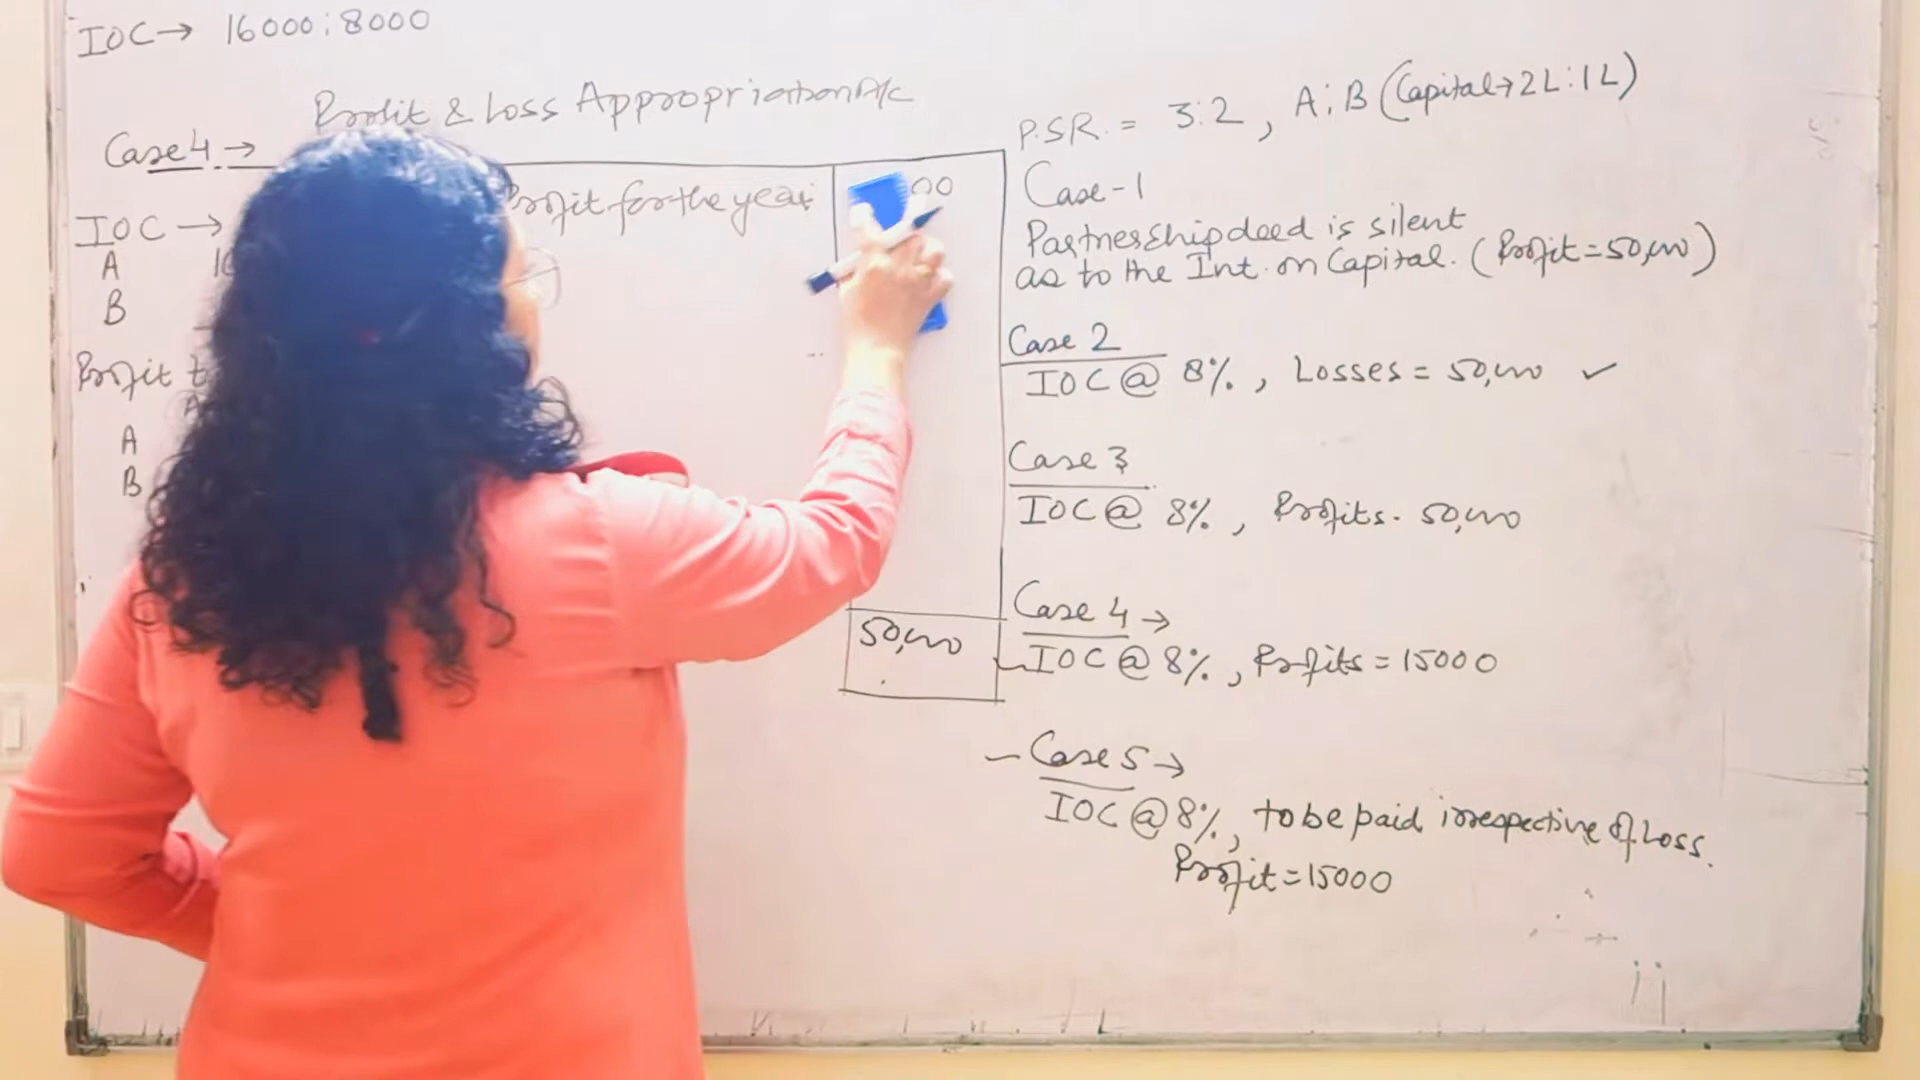 IOC → 16000 : 8000
Profit & Loss Appropriation A/c
Case 4 →
Profit for the year
00
IOC →
A
B
Profit
A
B
50,000
P.S.R. = 3:2, A:B (Capital → 2L : 1L)
Case-1
Partnership deed is silent
as to the Int. on Capital. (Profit = 50,000)
Case 2
IOC @ 8%, Losses = 50,000 ✓
Case 3
IOC @ 8%, Profits - 50,000
Case 4 →
IOC @ 8%, Profits = 15000
Case 5 →
IOC @ 8%, to be paid irrespective of Loss.
Profit = 15000